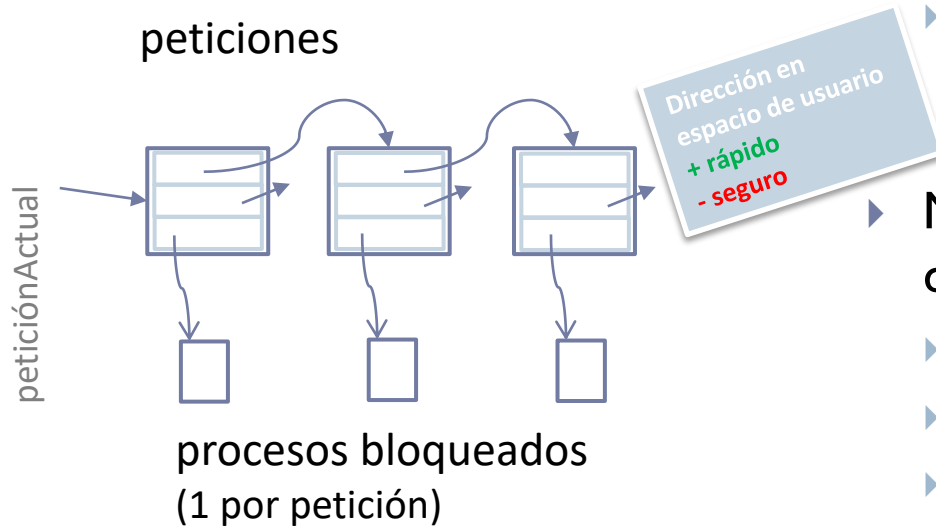 peticiones
Dirección en
espacio de usuario
+ rápido
- seguro
peticiónActual
procesos bloqueados
(1 por petición)